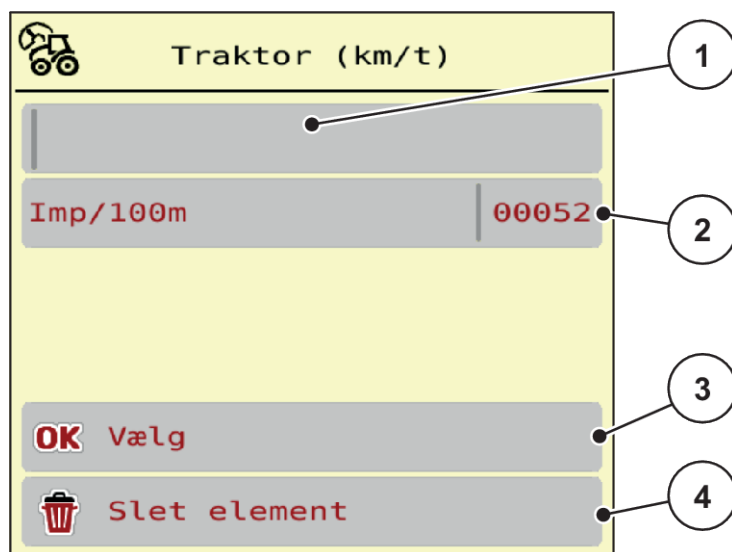 Traktor (km/t)
1
Imp/100m 00052
2
OK Vælg
3
Slet element
4